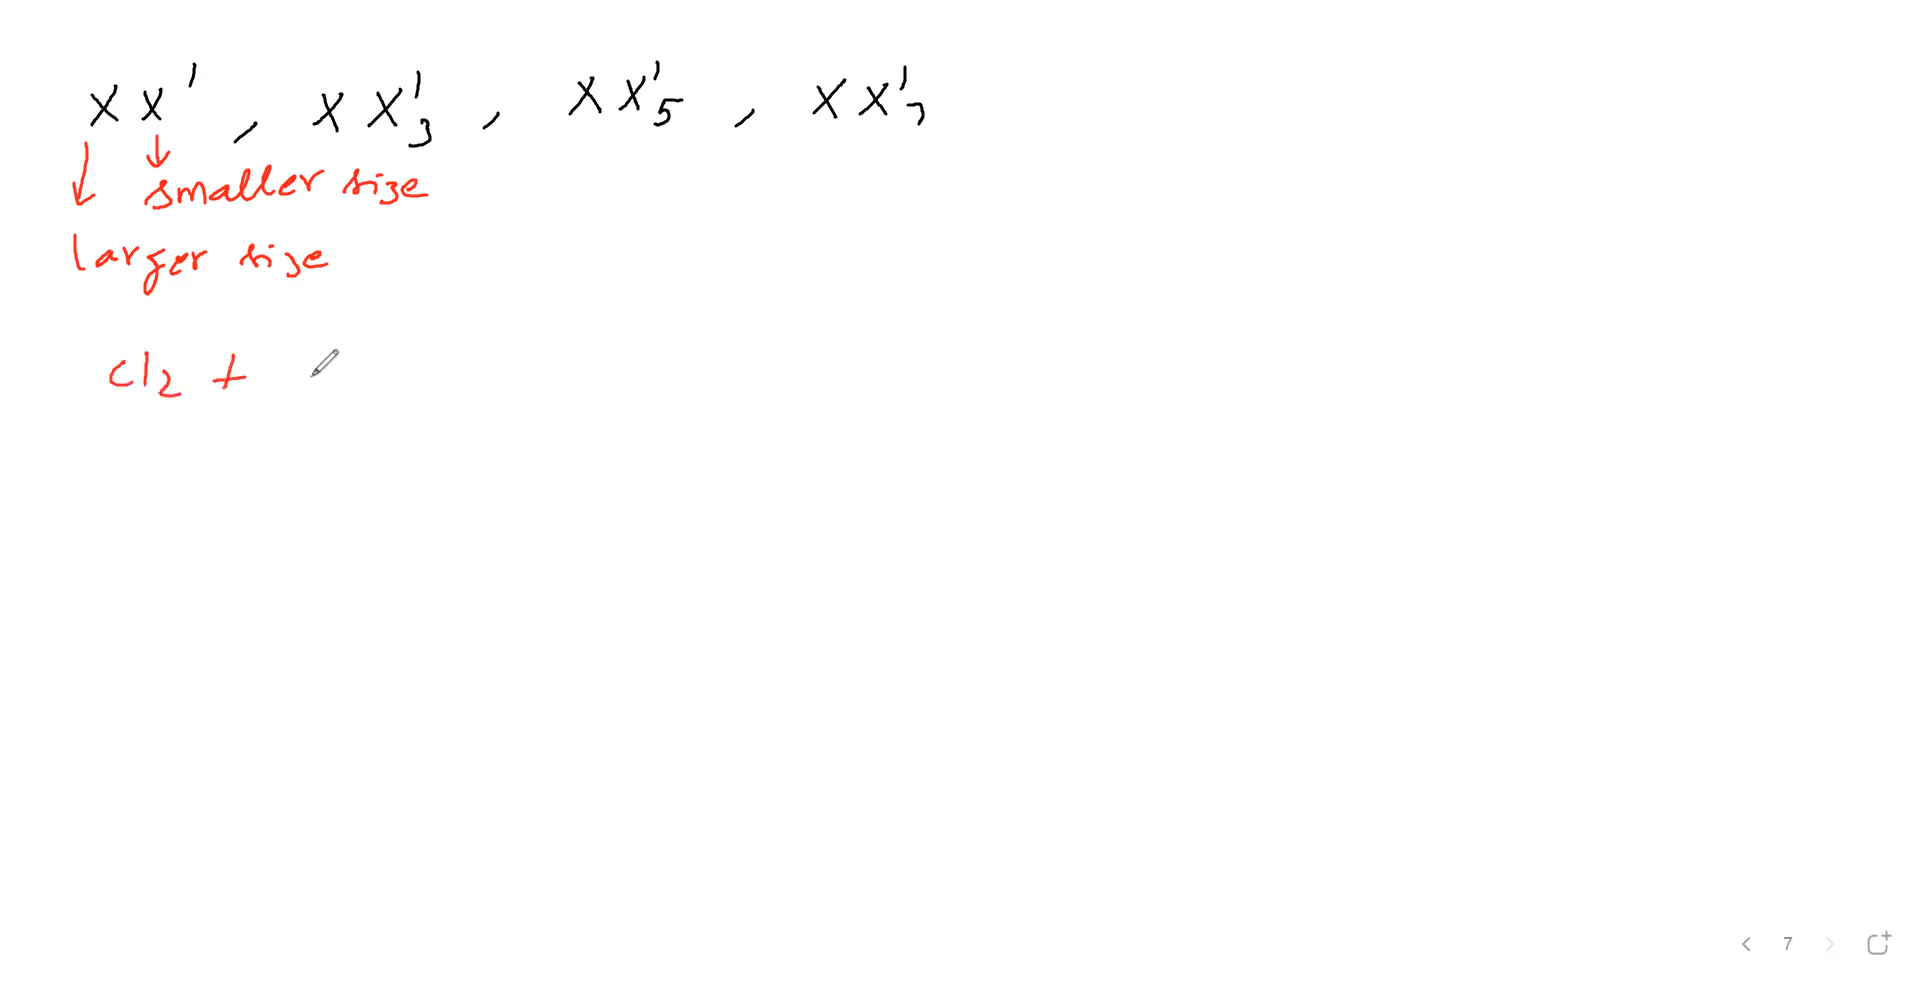 XX' , XX'₃ , XX'₅ , XX'₇
↓ ↓ smaller size
larger size
Cl₂ +
7